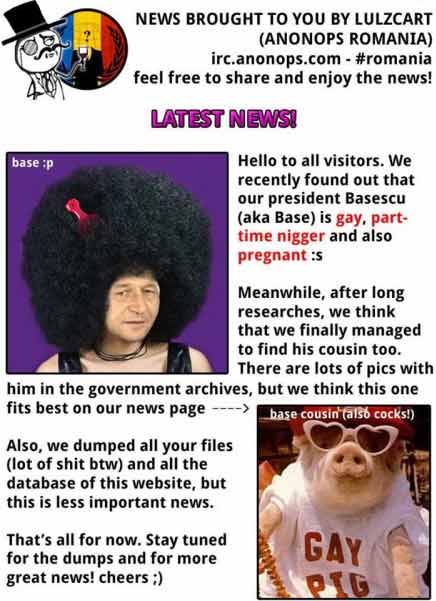 NEWS BROUGHT TO YOU BY LULZCART
(ANONOPS ROMANIA)
irc.anonops.com - #romania
feel free to share and enjoy the news!
LATEST NEWS!
base :p
Hello to all visitors. We
recently found out that
our president Basescu
(aka Base) is gay, part-
time nigger and also
pregnant :s
Meanwhile, after long
researches, we think
that we finally managed
to find his cousin too.
There are lots of pics with
him in the government archives, but we think this one
fits best on our news page ---->
base cousin (also cocks!)
Also, we dumped all your files
(lot of shit btw) and all the
database of this website, but
this is less important news.
That's all for now. Stay tuned
for the dumps and for more
great news! cheers ;)
GAY
PIG